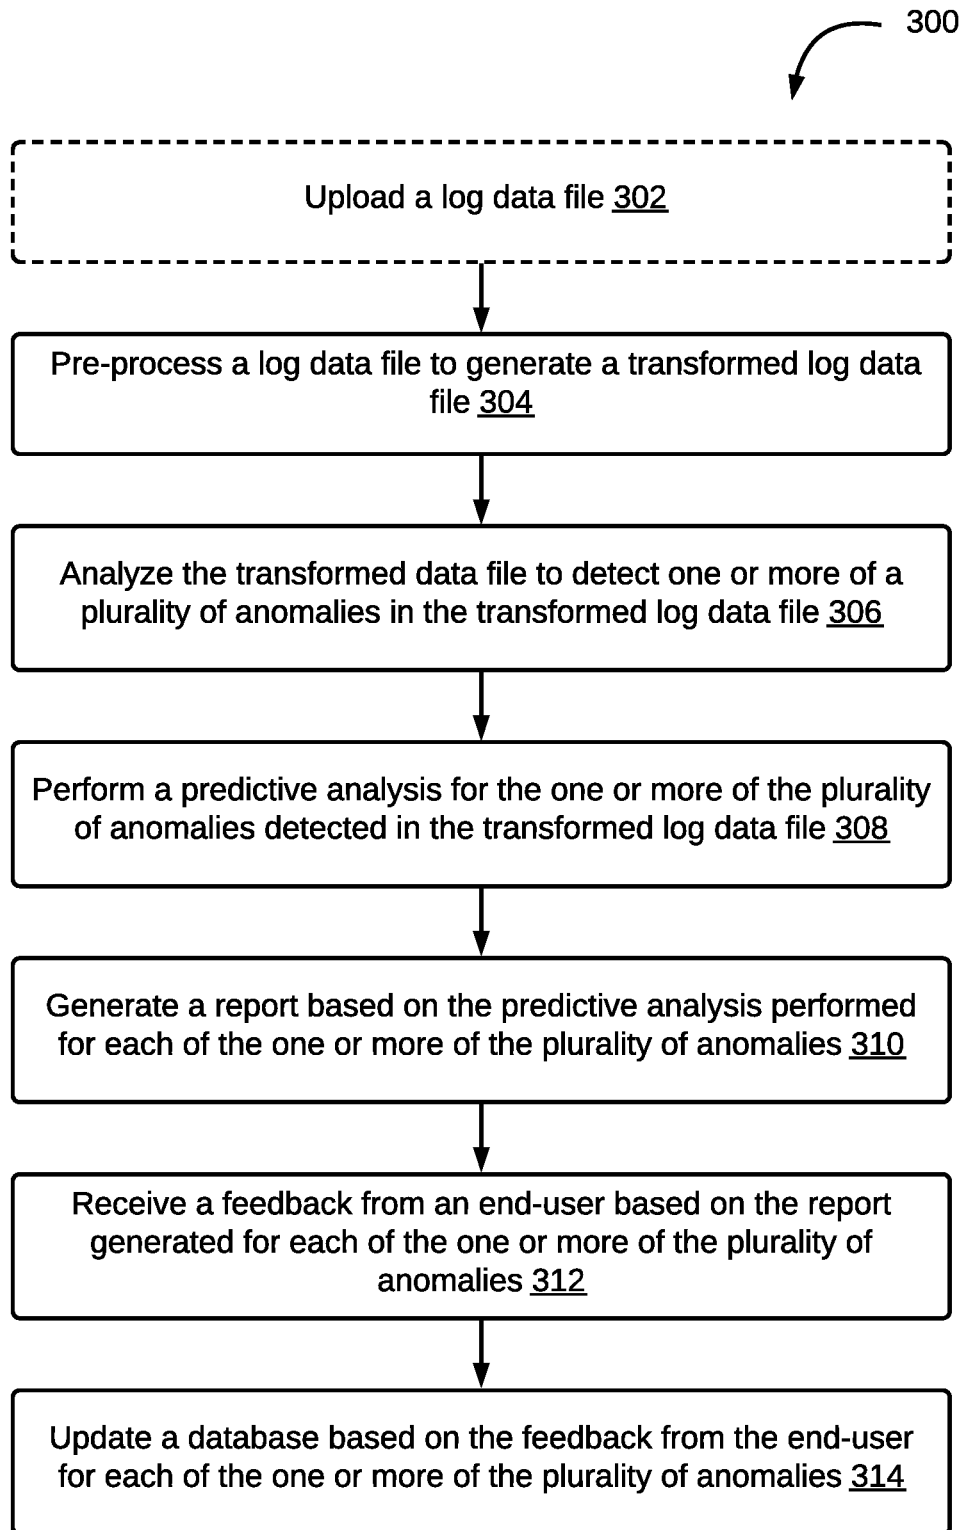 300
Upload a log data file 302
Pre-process a log data file to generate a transformed log data
file 304
Analyze the transformed data file to detect one or more of a
plurality of anomalies in the transformed log data file 306
Perform a predictive analysis for the one or more of the plurality
of anomalies detected in the transformed log data file 308
Generate a report based on the predictive analysis performed
for each of the one or more of the plurality of anomalies 310
Receive a feedback from an end-user based on the report
generated for each of the one or more of the plurality of
anomalies 312
Update a database based on the feedback from the end-user
for each of the one or more of the plurality of anomalies 314